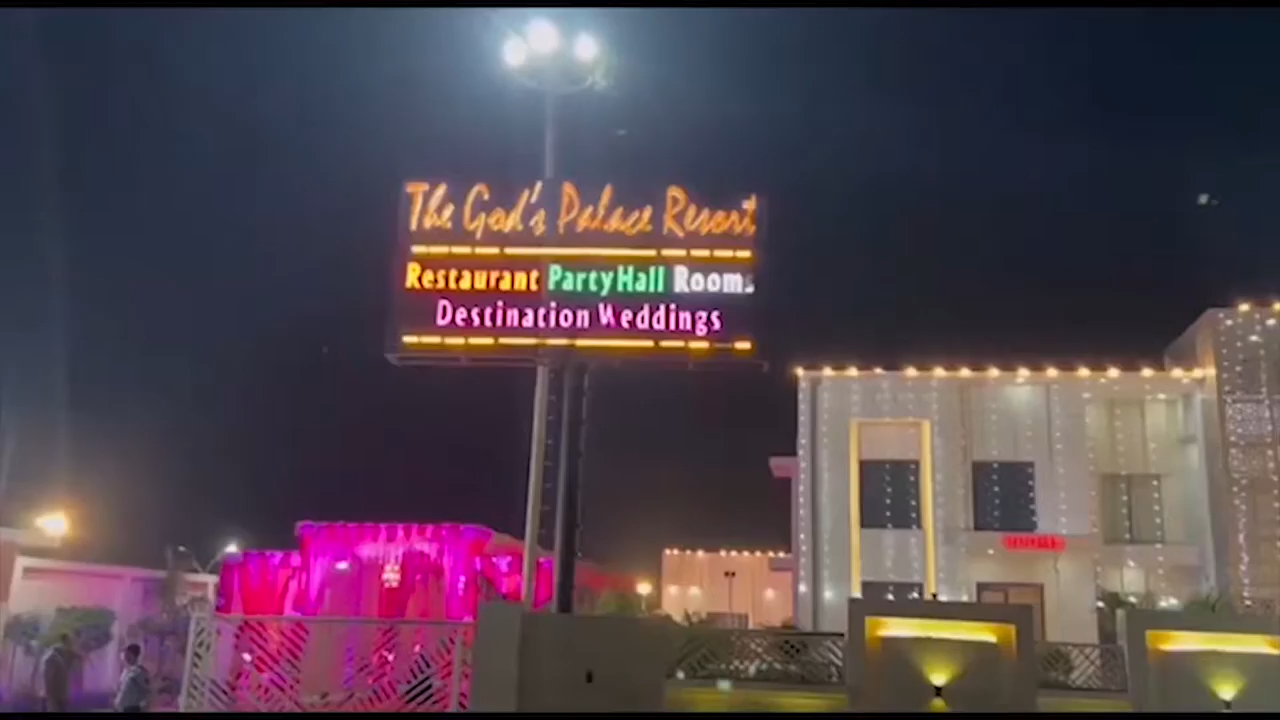 The God's Palace Resort
Restaurant PartyHall Rooms
Destination Weddings